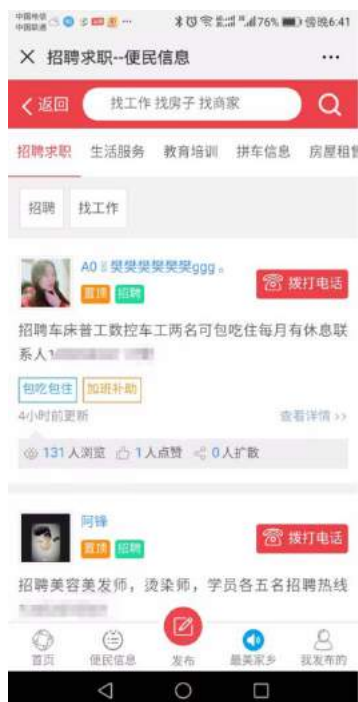 中国电信
中国联通
76%
傍晚6:41
招聘求职--便民信息
返回
找工作 找房子 找商家
招聘求职 生活服务 教育培训 拼车信息 房屋租售
招聘 找工作
A0 樊樊樊樊樊樊ggg。
置顶 招聘
拨打电话
招聘车床普工数控车工两名可包吃住每月有休息联
系人
包吃包住 加班补助
4小时前更新 查看详情 >>
131人浏览 1人点赞 0人扩散
阿锋
置顶 招聘
拨打电话
招聘美容美发师，烫染师，学员各五名招聘热线
首页 便民信息 发布 最美家乡 我发布的